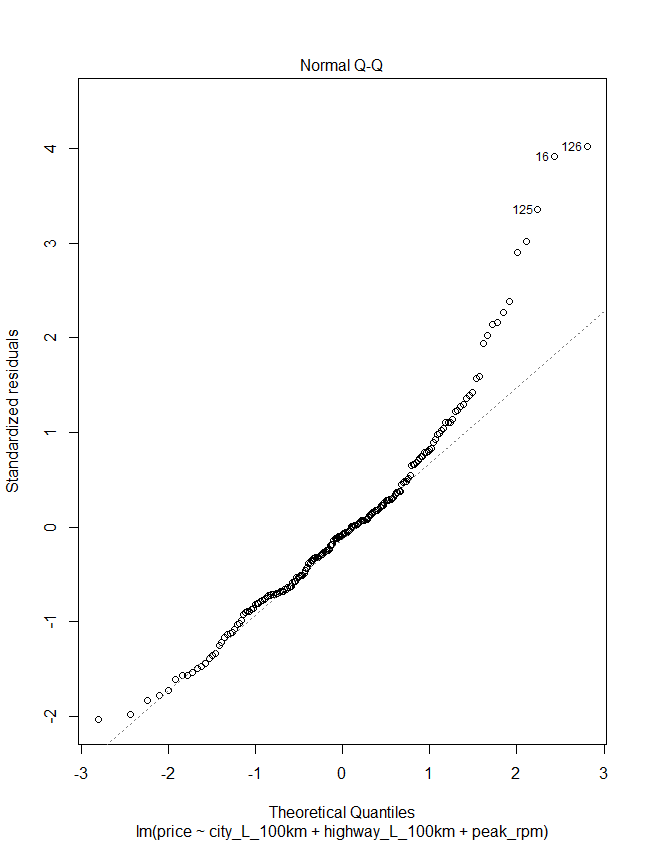 Normal Q-Q
4
3
2
1
0
-1
-2
Standardized residuals
126
16
125
-3 -2 -1 0 1 2 3
Theoretical Quantiles
lm(price ~ city_L_100km + highway_L_100km + peak_rpm)